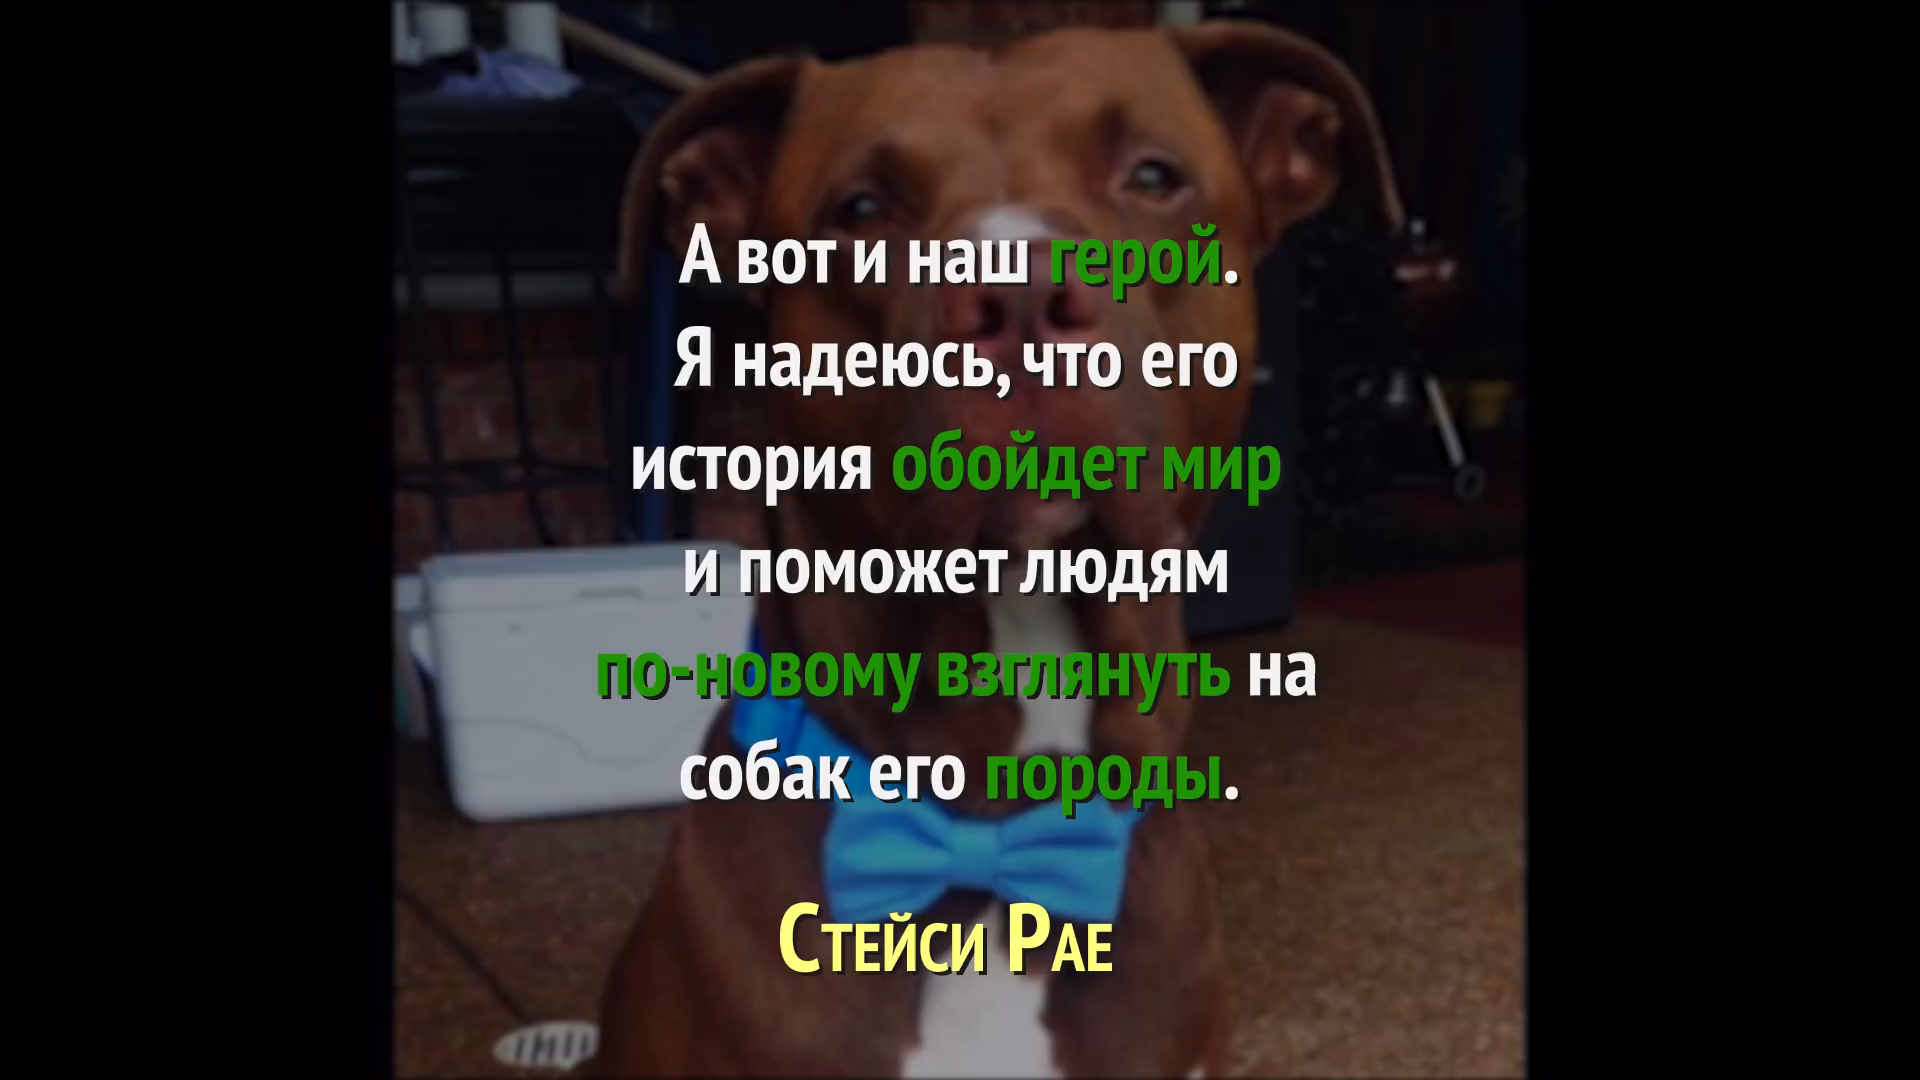 А вот и наш герой.
Я надеюсь, что его
история обойдет мир
и поможет людям
по-новому взглянуть на
собак его породы.
Стейси Рае